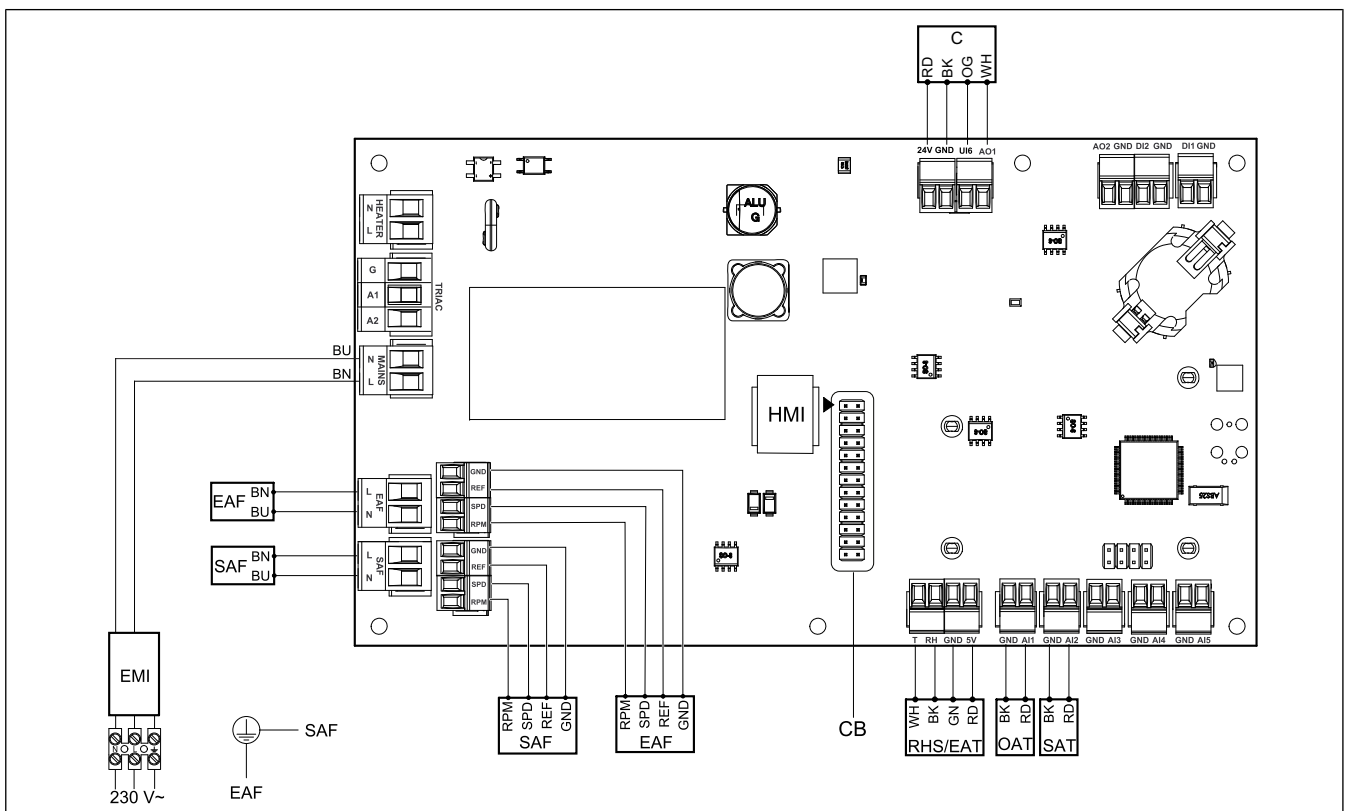 C
RD BK OG WH
24V GND UI6 AO1
AO2 GND DI2 GND DI1 GND
N HEATER
L
ALU
G
G
A1 TRIAC
A2
BU N MAINS
BN L
HMI
GND
REF
SPD
RPM
EAF BN L EAF
BU N
SAF BN L SAF
BU N
GND
REF
SPD
RPM
T RH GND 5V GND AI1 GND AI2 GND AI3 GND AI4 GND AI5
EMI
RPM SPD REF GND
SAF
RPM SPD REF GND
EAF
WH BK GN RD
RHS/EAT
BK RD
OAT
BK RD
SAT
CB
N L
230 V~
SAF
EAF